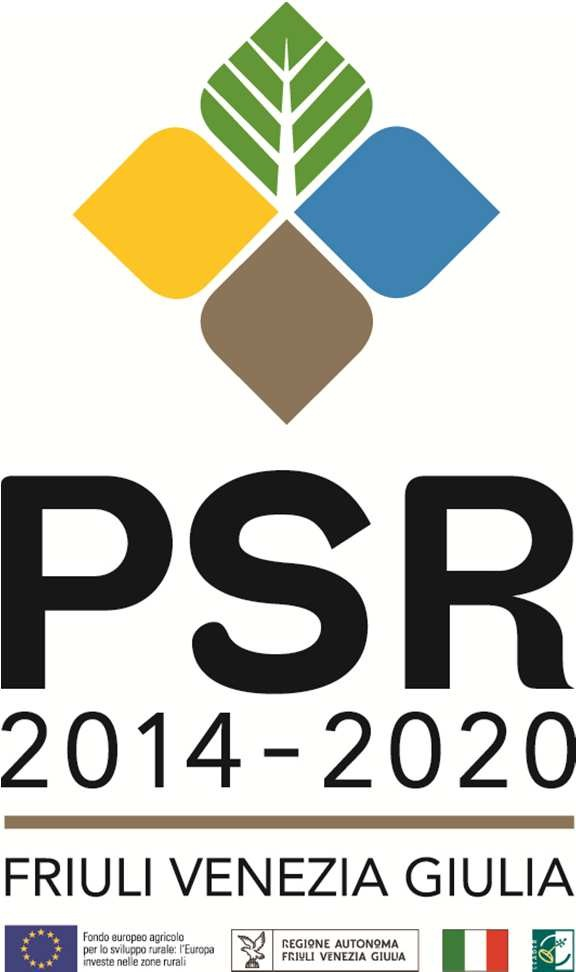 PSR
2014-2020
FRIULI VENEZIA GIULIA
Fondo europeo agricolo
per lo sviluppo rurale: l'Europa
investe nelle zone rurali
REGIONE AUTONOMA
FRIULI VENEZIA GIULIA